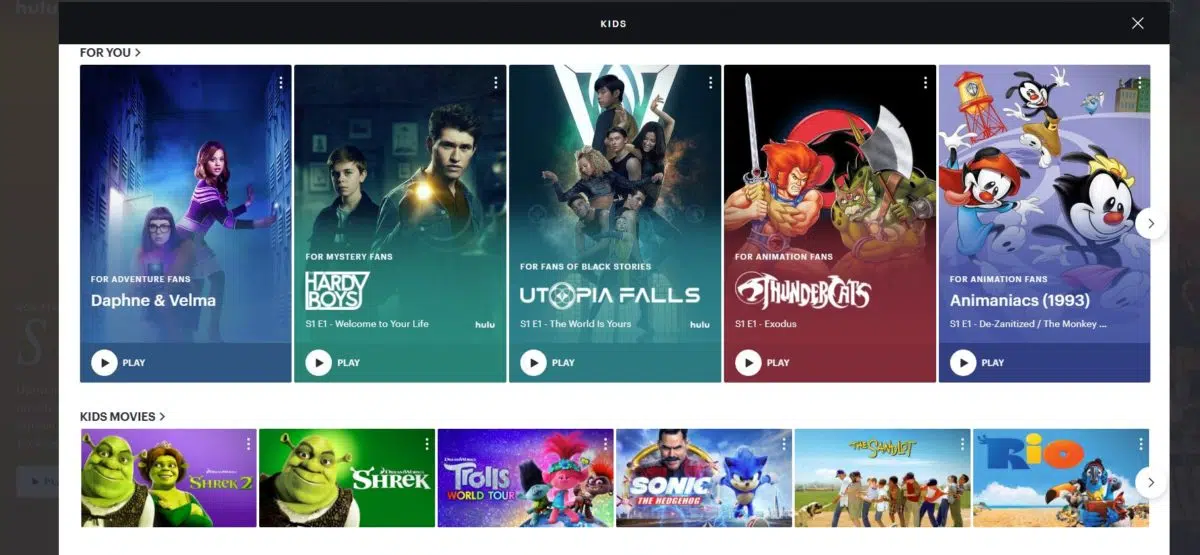 hulu
KIDS
FOR YOU >
FOR ADVENTURE FANS
Daphne & Velma
PLAY
FOR MYSTERY FANS
HARDY
BOYS
S1 E1 - Welcome to Your Life
hulu
PLAY
FOR FANS OF BLACK STORIES
UTOPIA FALLS
S1 E1 - The World Is Yours
hulu
PLAY
FOR ANIMATION FANS
THUNDERCATS
S1 E1 - Exodus
PLAY
WB
FOR ANIMATION FANS
Animaniacs (1993)
S1 E1 - De-Zanitized / The Monkey ...
PLAY
KIDS MOVIES >
DREAMWORKS
SHREK 2
DREAMWORKS
SHREK
DREAMWORKS
TROLLS
WORLD TOUR
SONIC
THE HEDGEHOG
THE SANDLOT
RIO